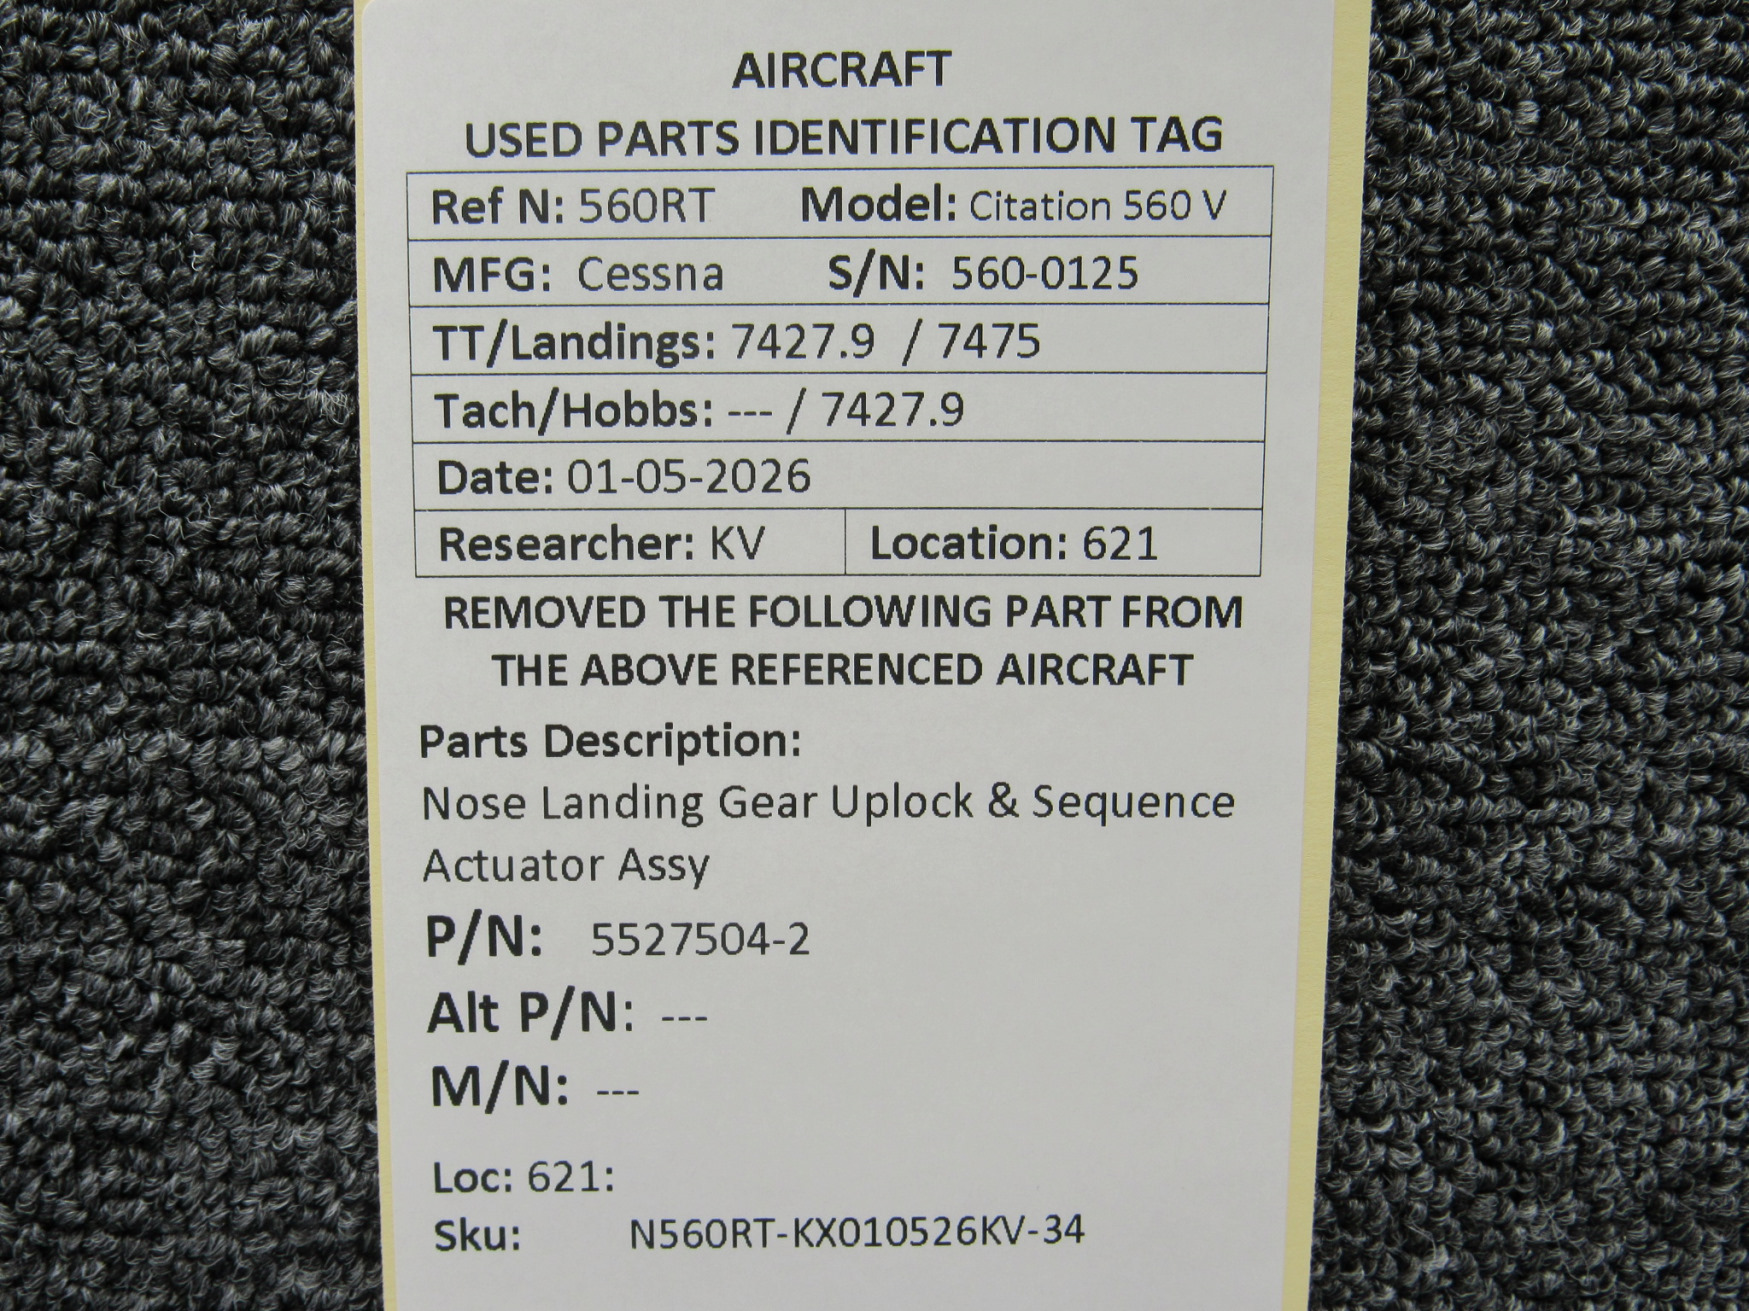 AIRCRAFT
USED PARTS IDENTIFICATION TAG
Ref N: 560RT Model: Citation 560 V
MFG: Cessna S/N: 560-0125
TT/Landings: 7427.9 / 7475
Tach/Hobbs: --- / 7427.9
Date: 01-05-2026
Researcher: KV Location: 621
REMOVED THE FOLLOWING PART FROM
THE ABOVE REFERENCED AIRCRAFT
Parts Description:
Nose Landing Gear Uplock & Sequence
Actuator Assy
P/N: 5527504-2
Alt P/N: ---
M/N: ---
Loc: 621:
Sku: N560RT-KX010526KV-34